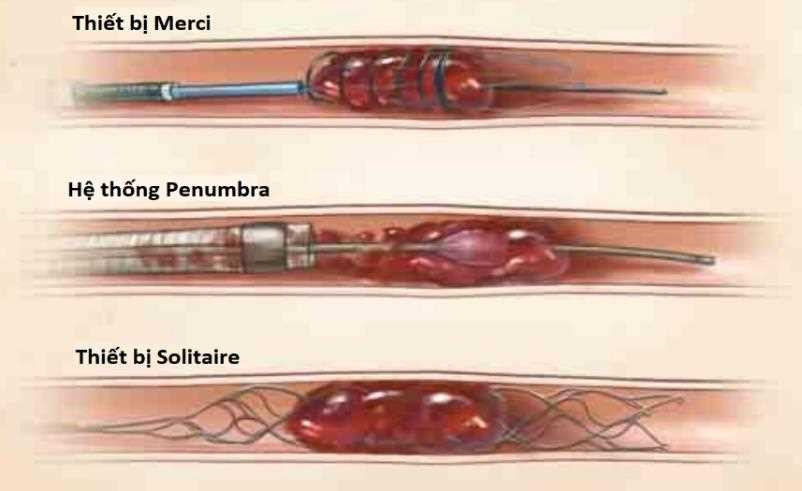 Thiết bị Merci
Hệ thống Penumbra
Thiết bị Solitaire